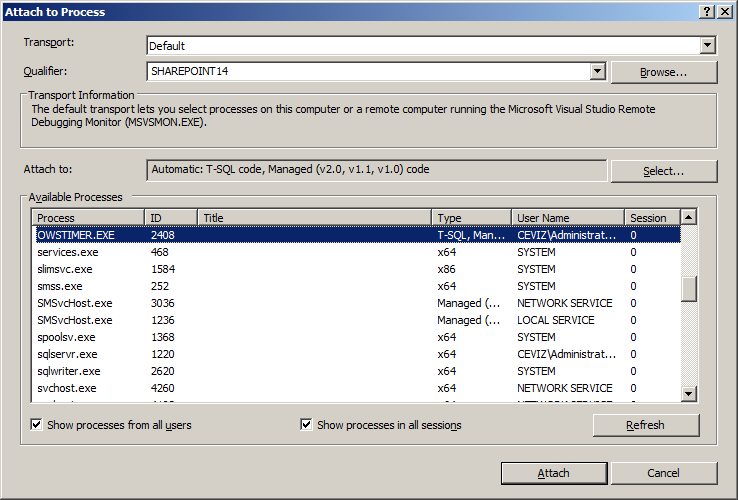 Attach to Process
Transport: Default
Qualifier: SHAREPOINT14 Browse...
Transport Information
The default transport lets you select processes on this computer or a remote computer running the Microsoft Visual Studio Remote
Debugging Monitor (MSVSMON.EXE).
Attach to: Automatic: T-SQL code, Managed (v2.0, v1.1, v1.0) code Select...
Available Processes
Process ID Title Type User Name Session
OWSTIMER.EXE 2408 T-SQL, Man... CEVIZ\Administrat... 0
services.exe 468 x64 SYSTEM 0
slimsvc.exe 1584 x86 SYSTEM 0
smss.exe 252 x64 SYSTEM 0
SMSvcHost.exe 3036 Managed (... NETWORK SERVICE 0
SMSvcHost.exe 1236 Managed (... LOCAL SERVICE 0
spoolsv.exe 1368 x64 SYSTEM 0
sqlservr.exe 1220 x64 CEVIZ\Administrat... 0
sqlwriter.exe 2620 x64 SYSTEM 0
svchost.exe 4260 x64 NETWORK SERVICE 0
Show processes from all users Show processes in all sessions Refresh
Attach Cancel